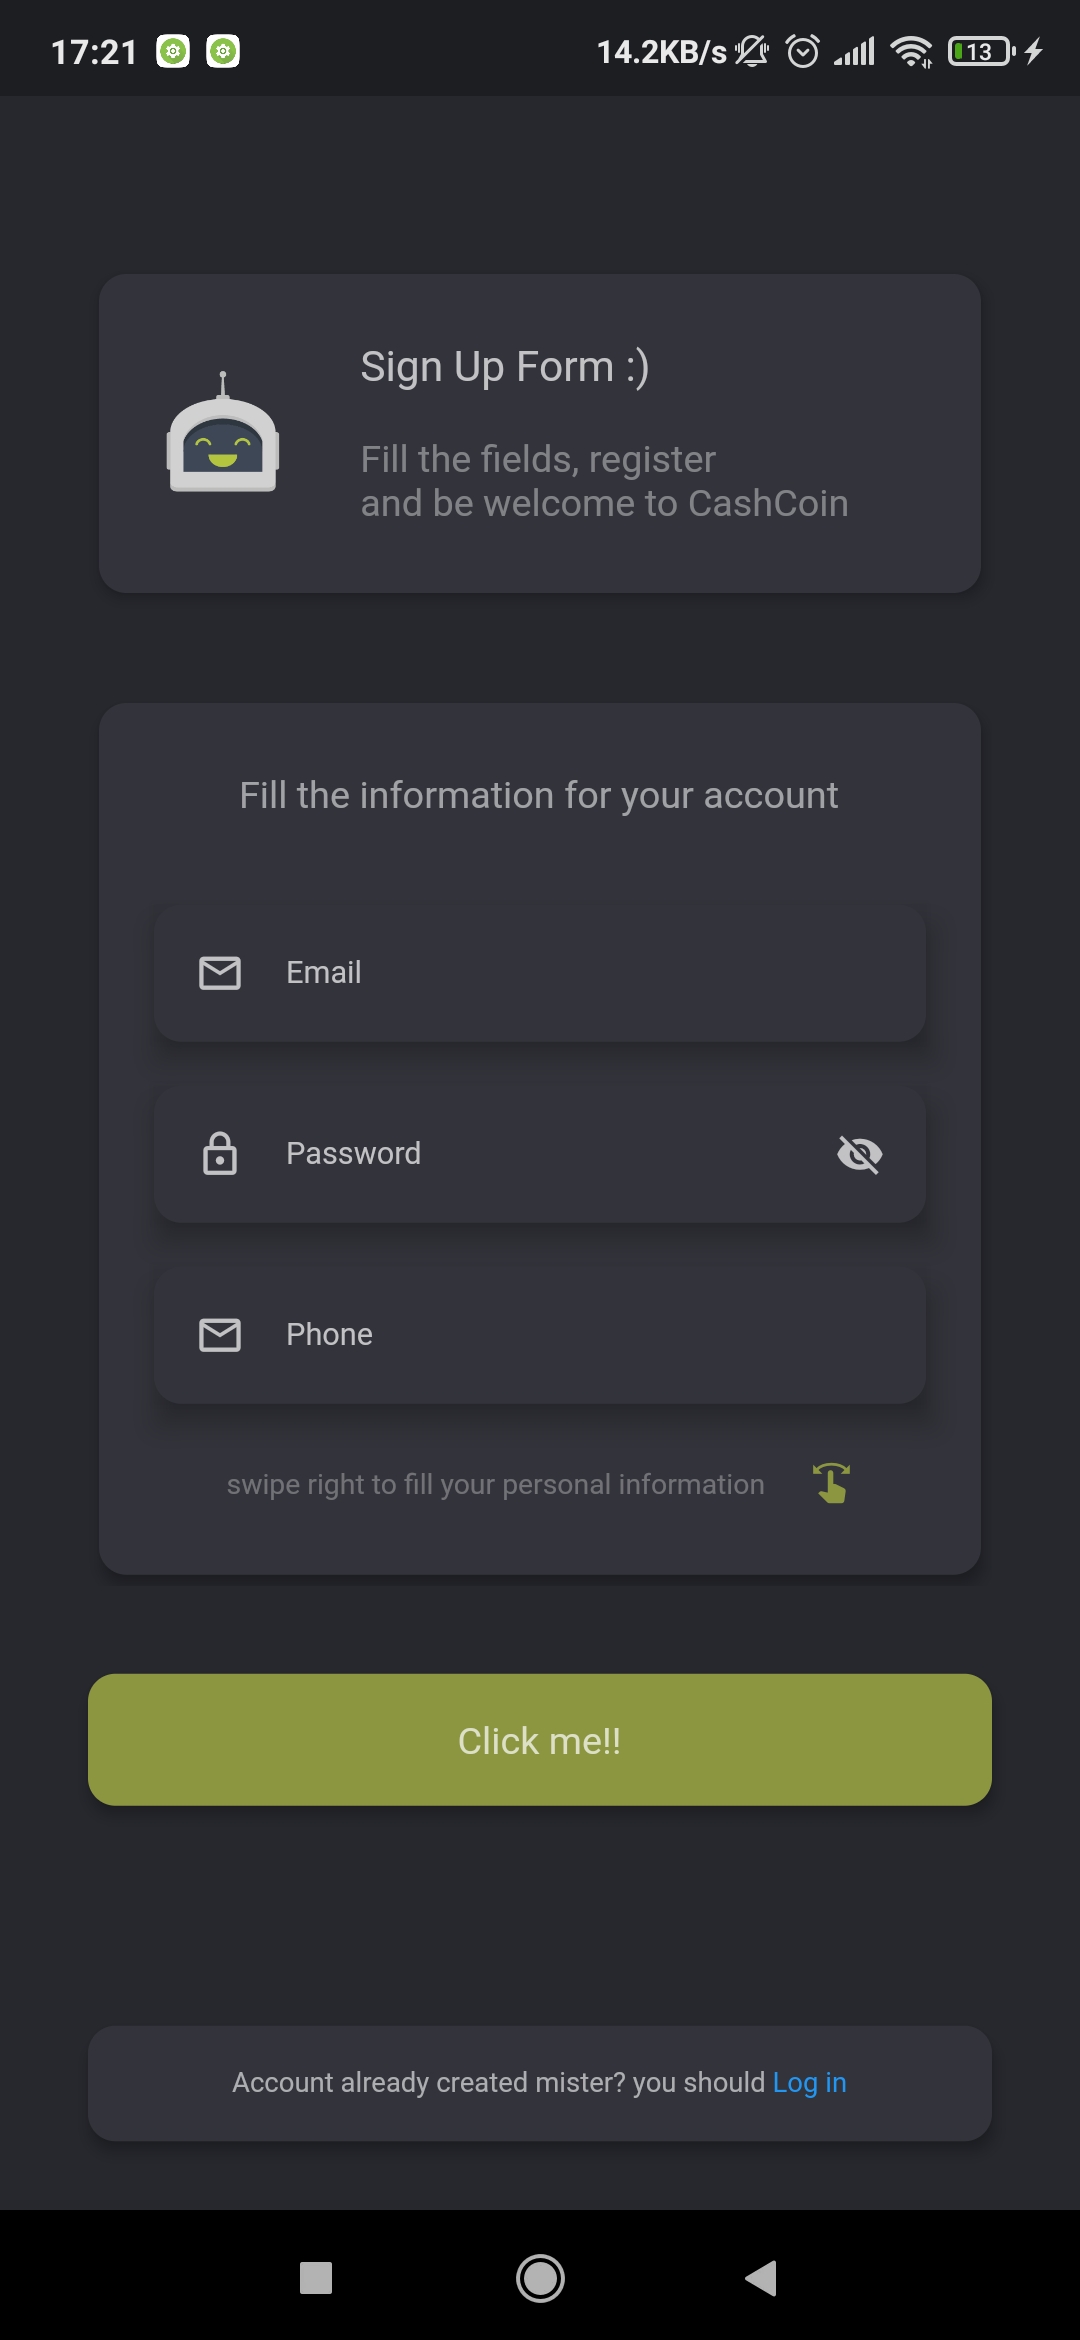 17:21 14.2KB/s 13
Sign Up Form :)
Fill the fields, register
and be welcome to CashCoin
Fill the information for your account
Email
Password
Phone
swipe right to fill your personal information
Click me!!
Account already created mister? you should Log in